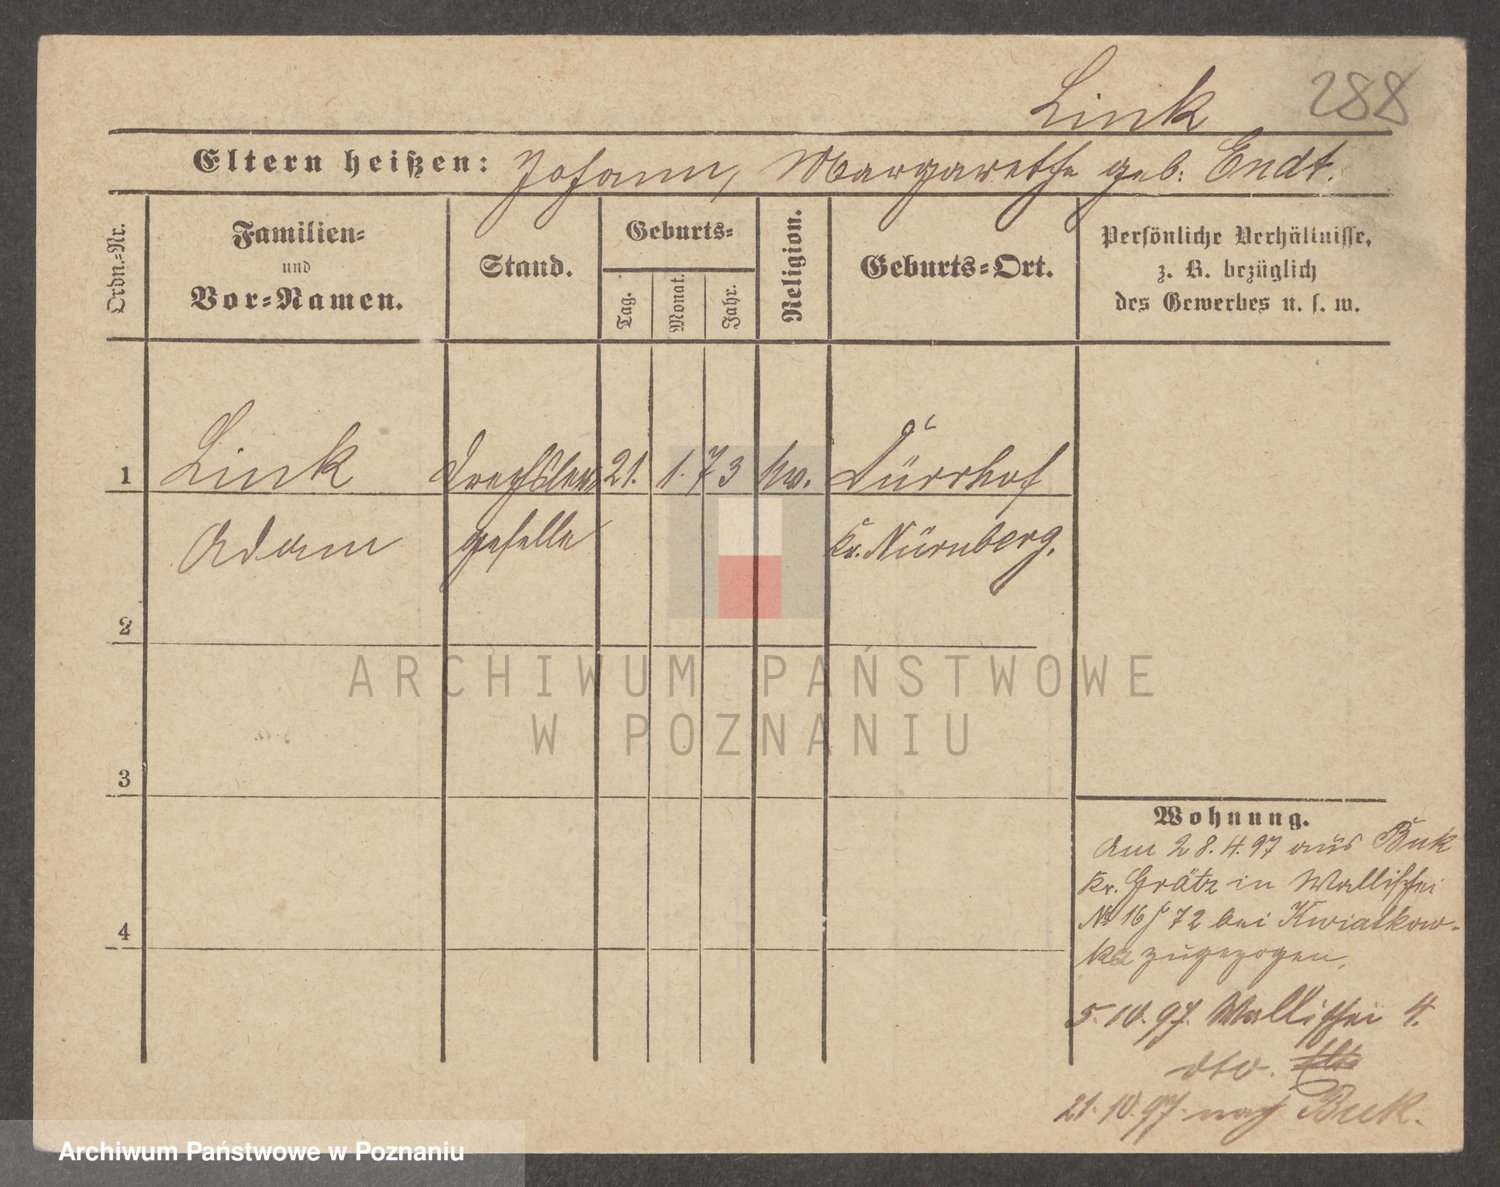 288
Link
Eltern heißen: Johann, Margarethe geb. Endt.
Ordn.-Nr.
Familien-
und
Vor-Namen.
Stand.
Geburts-
Tag.
Monat.
Jahr.
Religion.
Geburts-Ort.
Persönliche Verhältnisse,
z. B. bezüglich
des Gewerbes u. s. w.
1 Link Drechsler 21. 1. 73 kw. Dürrhof
Adam geselle Kr. Nürnberg.
2
ARCHIWUM PAŃSTWOWE
W POZNANIU
3
4
Wohnung.
Am 28.4.97 aus Buk
Kr. Grätz in Wallischei
No 16/72 bei Kwiatkow-
ka zugezogen,
5.10.97. Wallischei 4.
dto.
21.10.97. nach Buk.
Archiwum Państwowe w Poznaniu